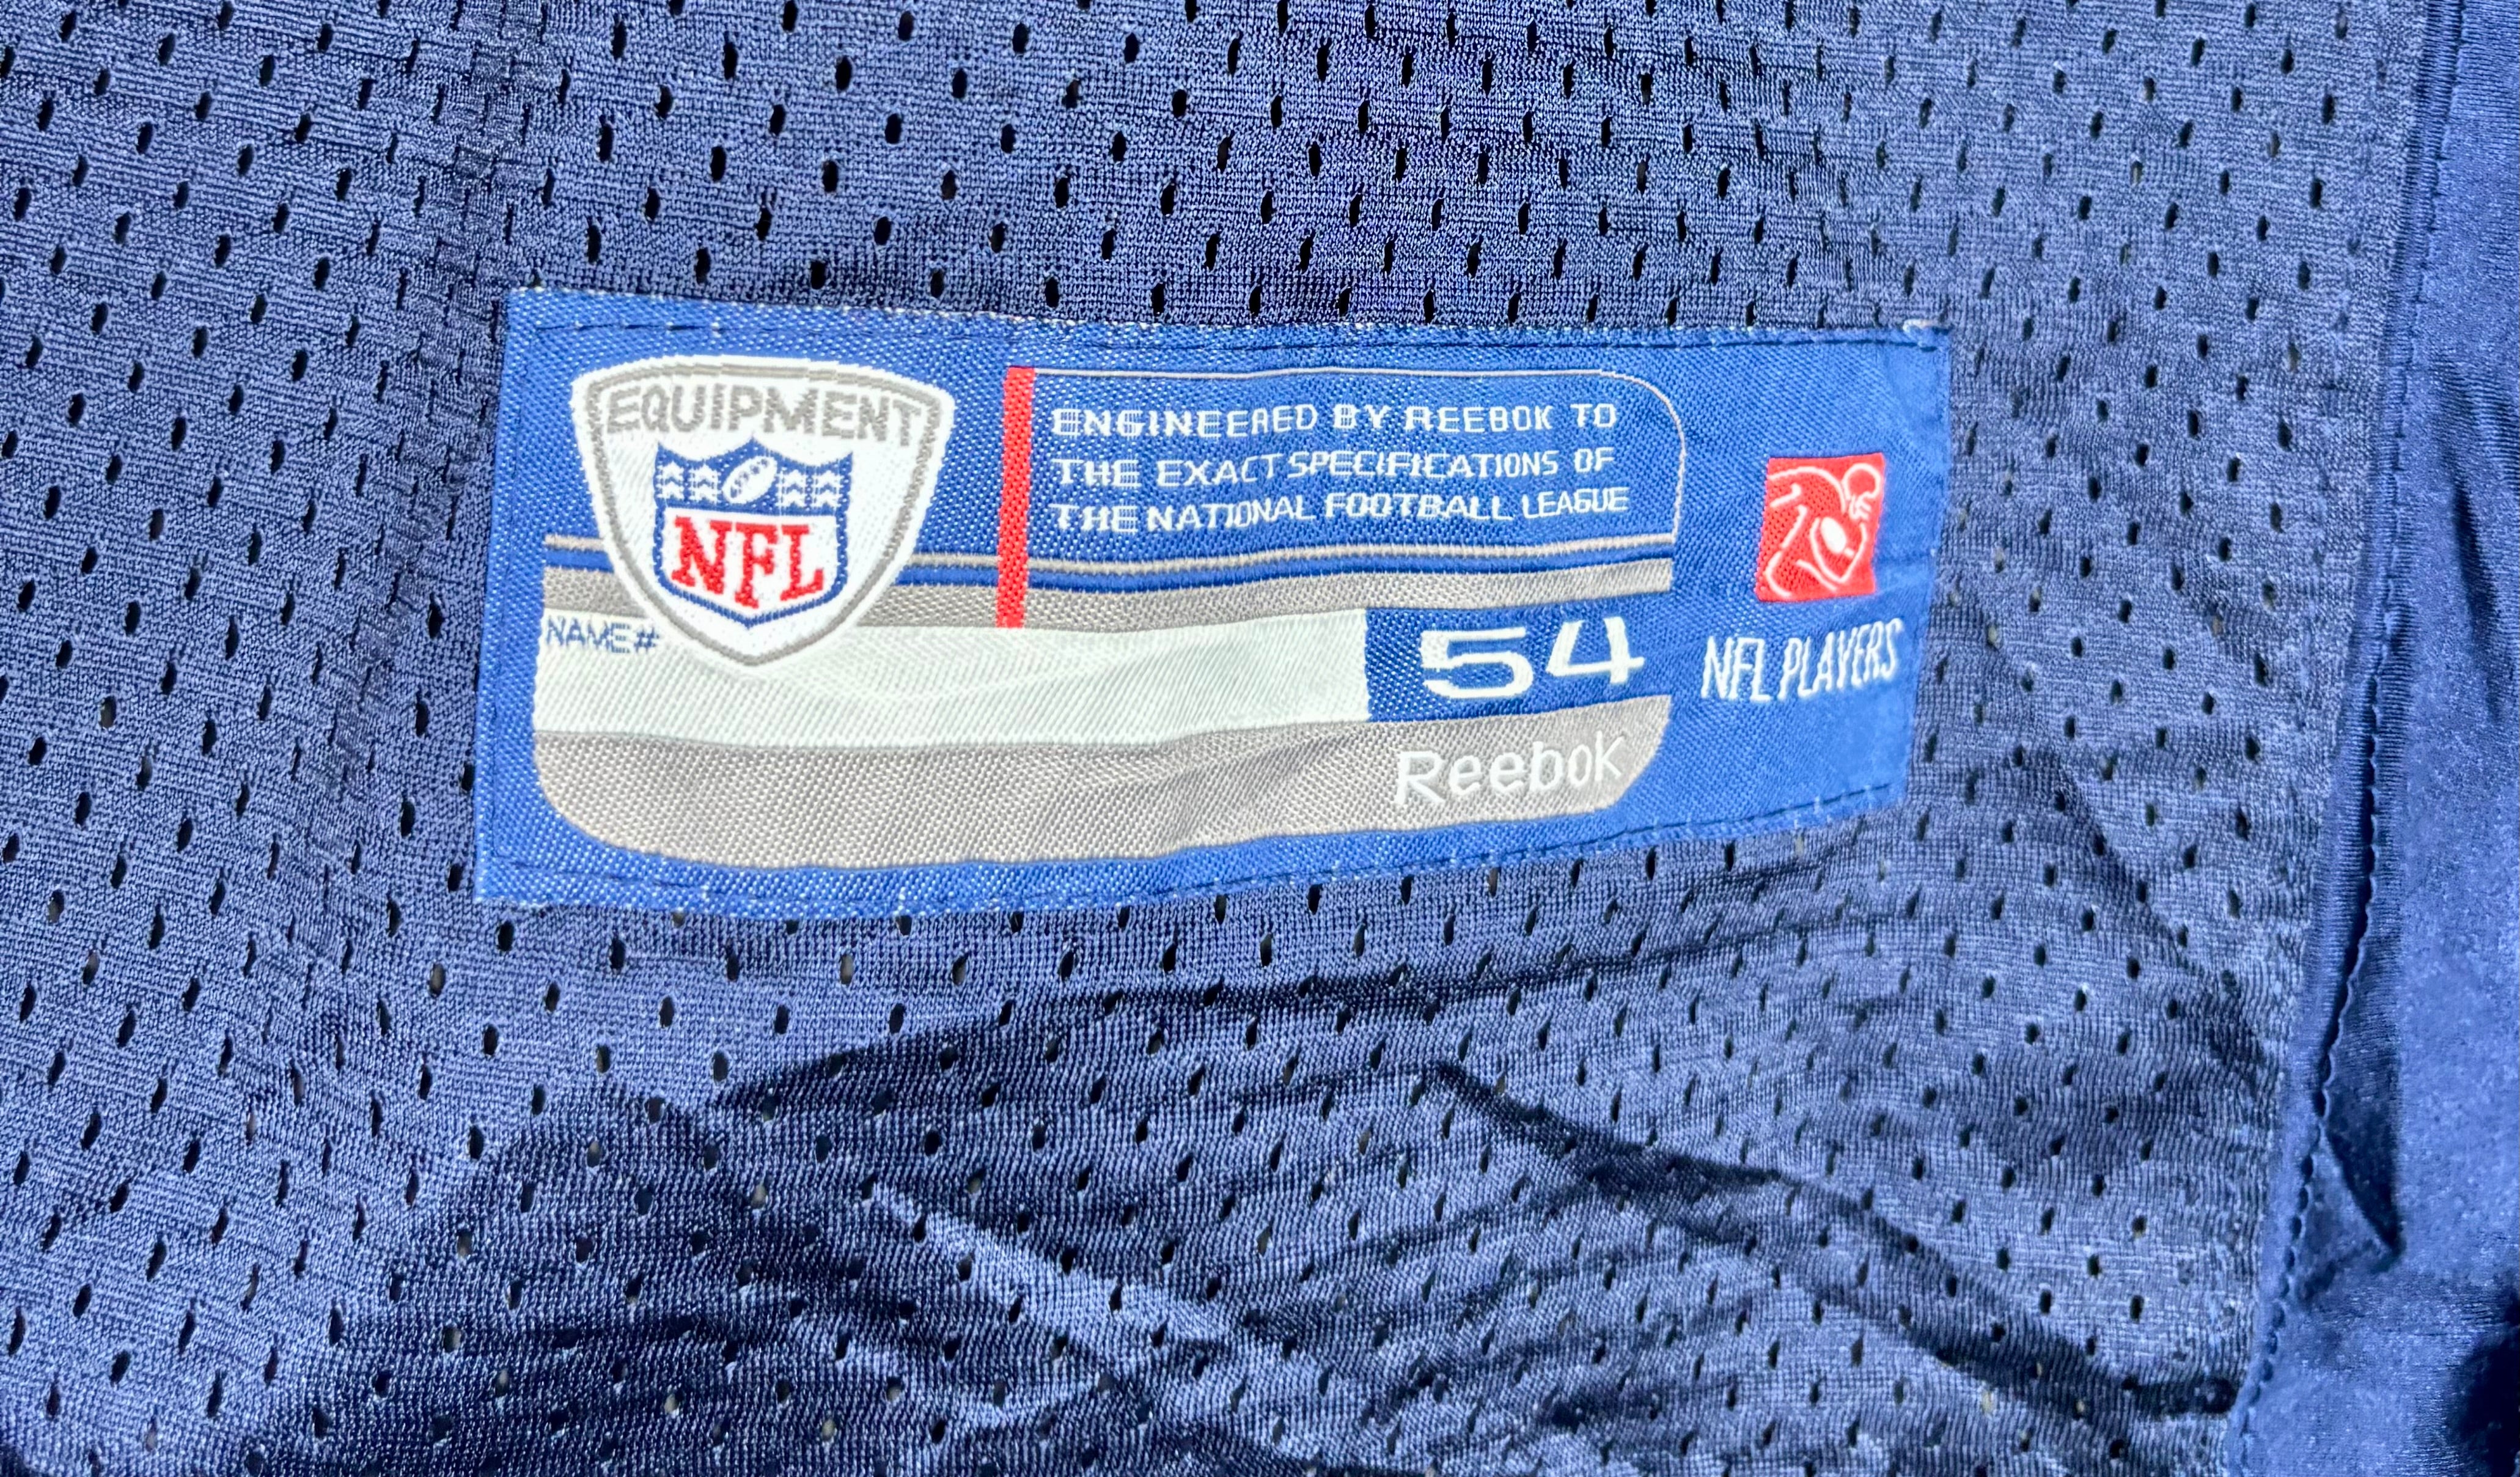 EQUIPMENT
NFL
ENGINEERED BY REEBOK TO
THE EXACT SPECIFICATIONS OF
THE NATIONAL FOOTBALL LEAGUE
NAME#
54
NFL PLAYERS
Reebok